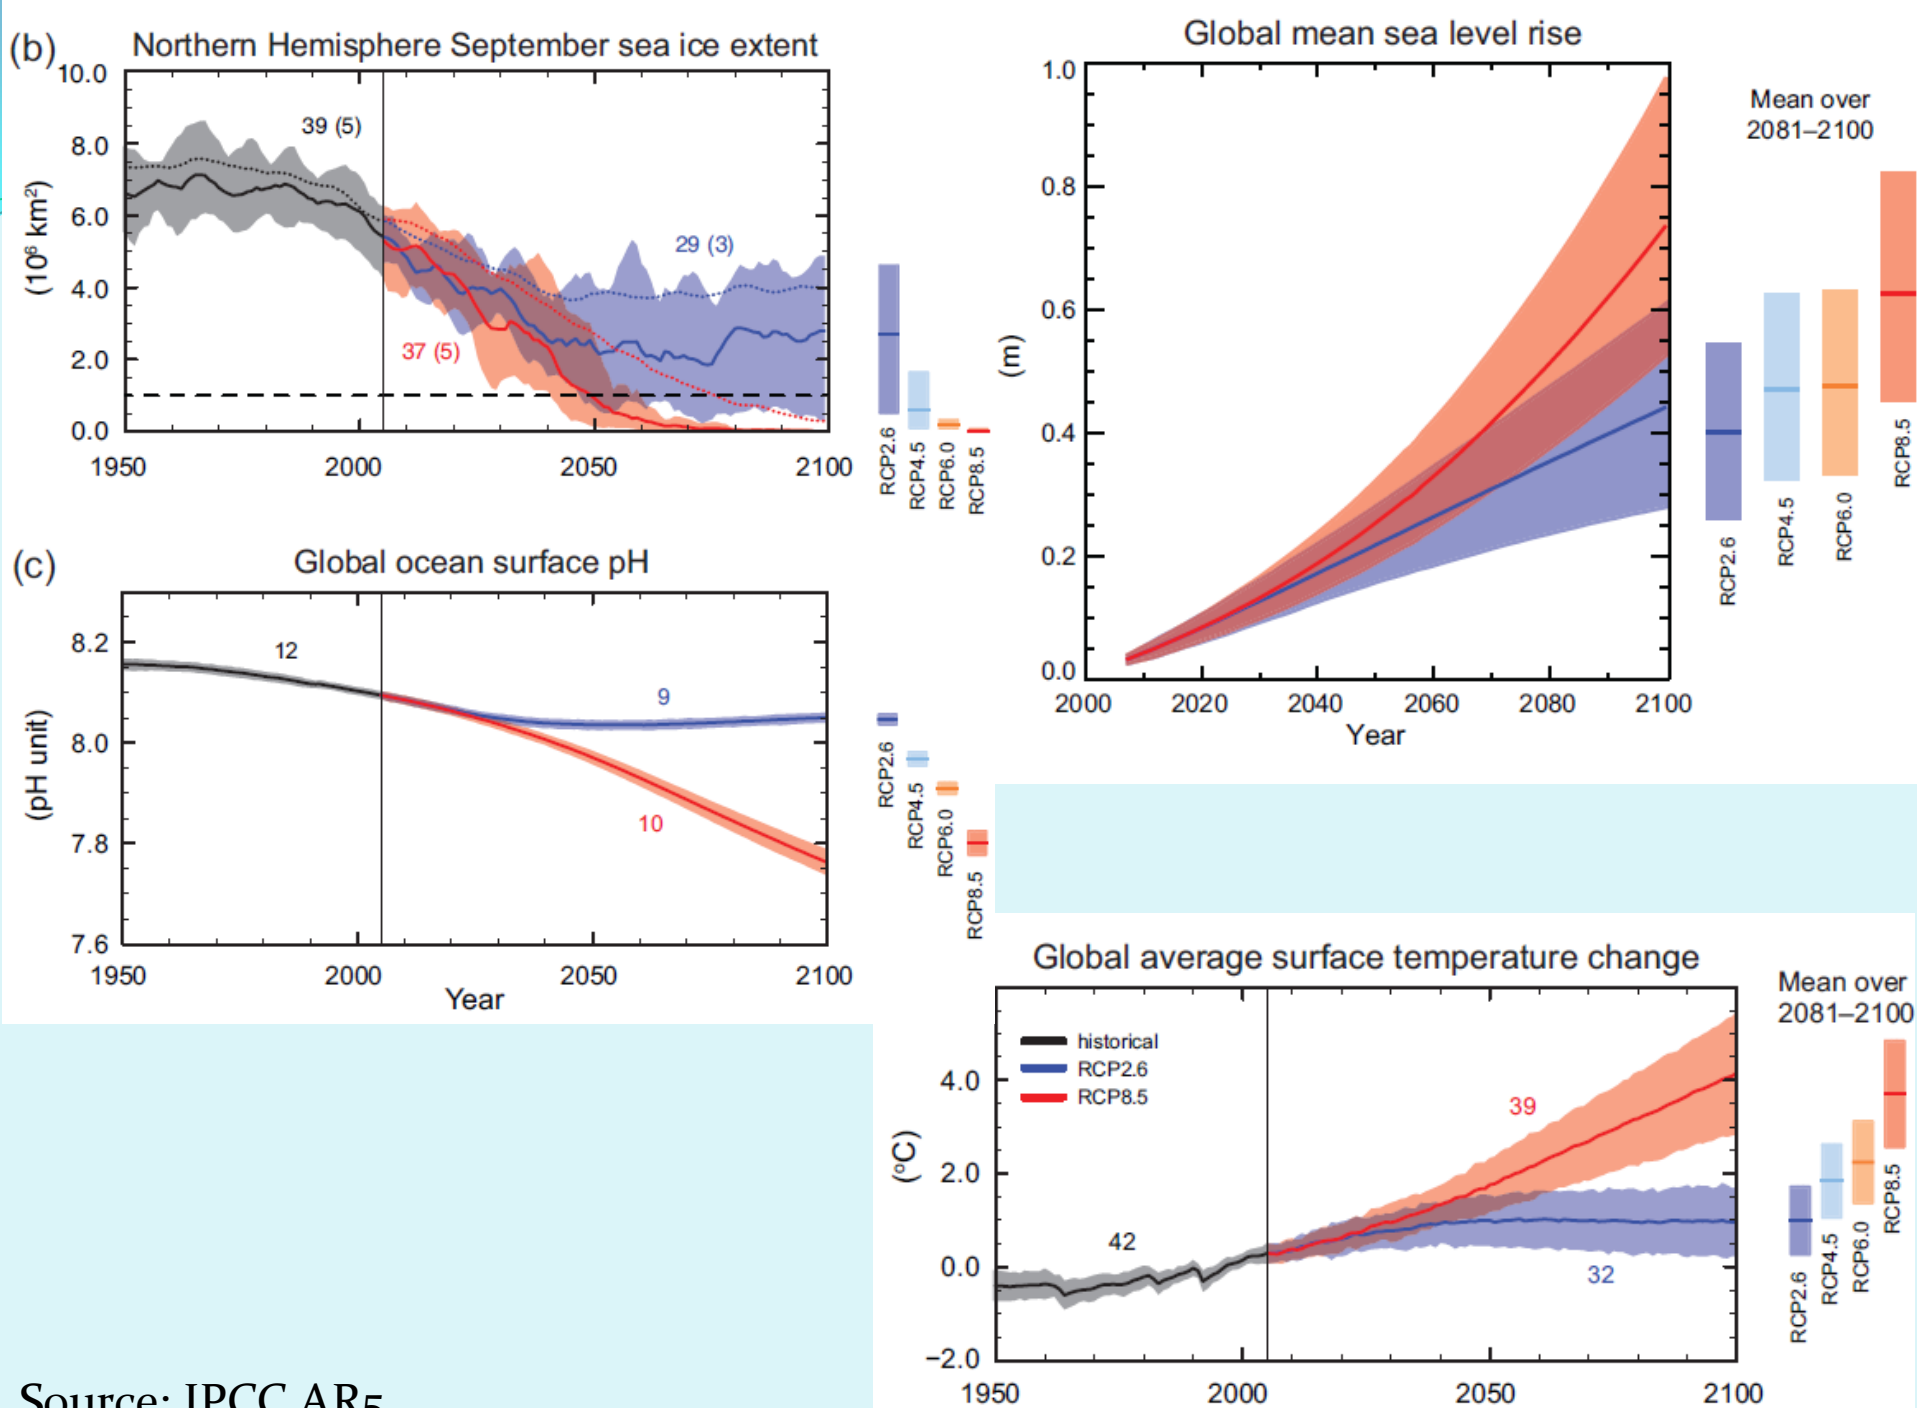 (b) Northern Hemisphere September sea ice extent
10.0
8.0
6.0
4.0
2.0
0.0
(10⁶ km²)
39 (5)
29 (3)
37 (5)
1950 2000 2050 2100
RCP2.6
RCP4.5
RCP6.0
RCP8.5
Global mean sea level rise
1.0
0.8
0.6
0.4
0.2
0.0
(m)
2000 2020 2040 2060 2080 2100
Year
Mean over
2081–2100
RCP2.6
RCP4.5
RCP6.0
RCP8.5
(c) Global ocean surface pH
8.2
8.0
7.8
7.6
(pH unit)
12
9
10
1950 2000 2050 2100
Year
RCP2.6
RCP4.5
RCP6.0
RCP8.5
Global average surface temperature change
4.0
2.0
0.0
−2.0
(°C)
historical
RCP2.6
RCP8.5
42
39
32
1950 2000 2050 2100
Mean over
2081–2100
RCP2.6
RCP4.5
RCP6.0
RCP8.5
Source: IPCC AR5